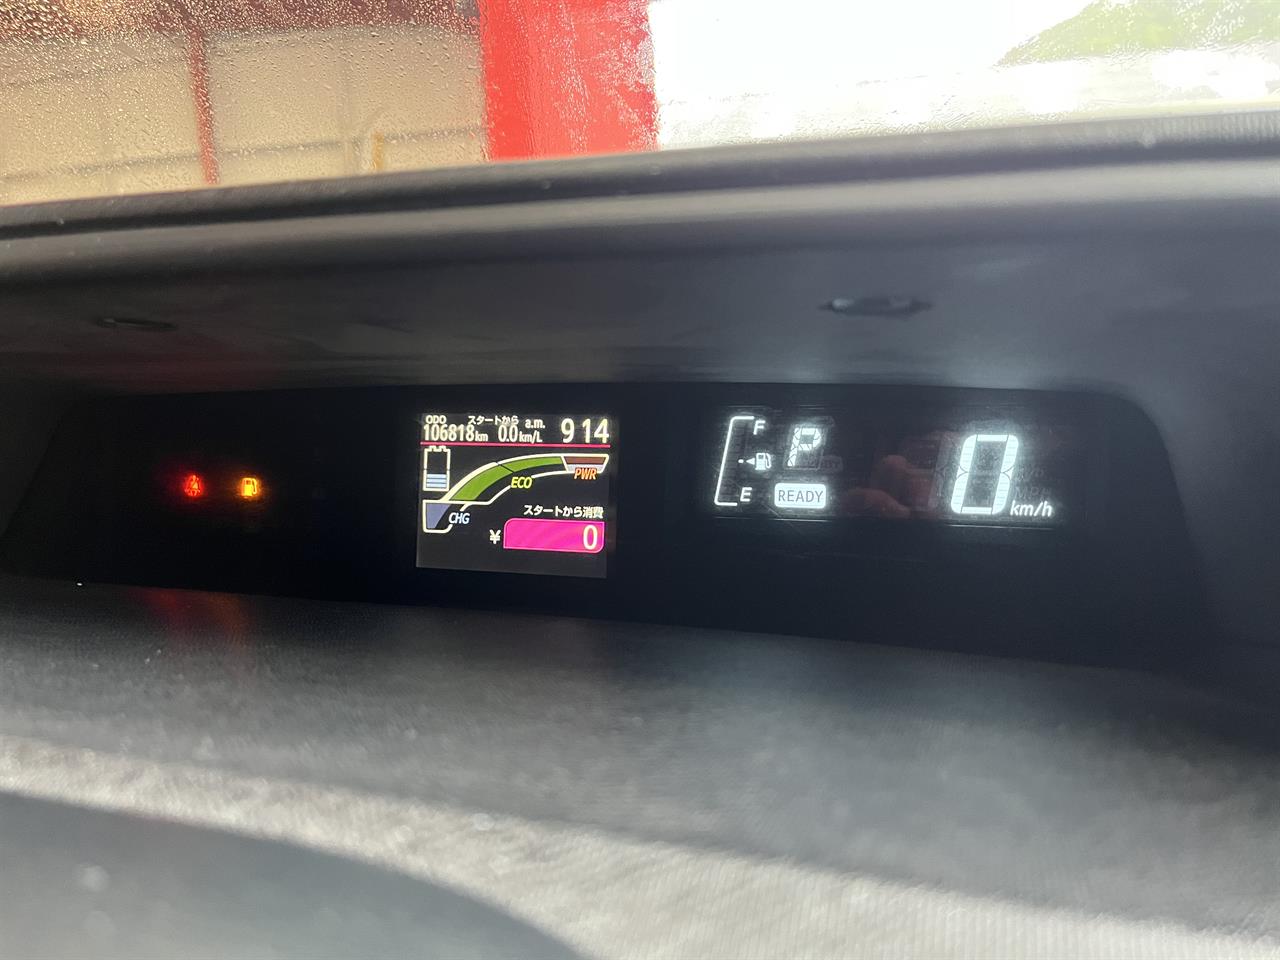 ODO スタートから a.m.
106818km 0.0km/L 9 14
PWR
ECO
CHG
スタートから消費
¥ 0
F
P
E
READY
0 km/h